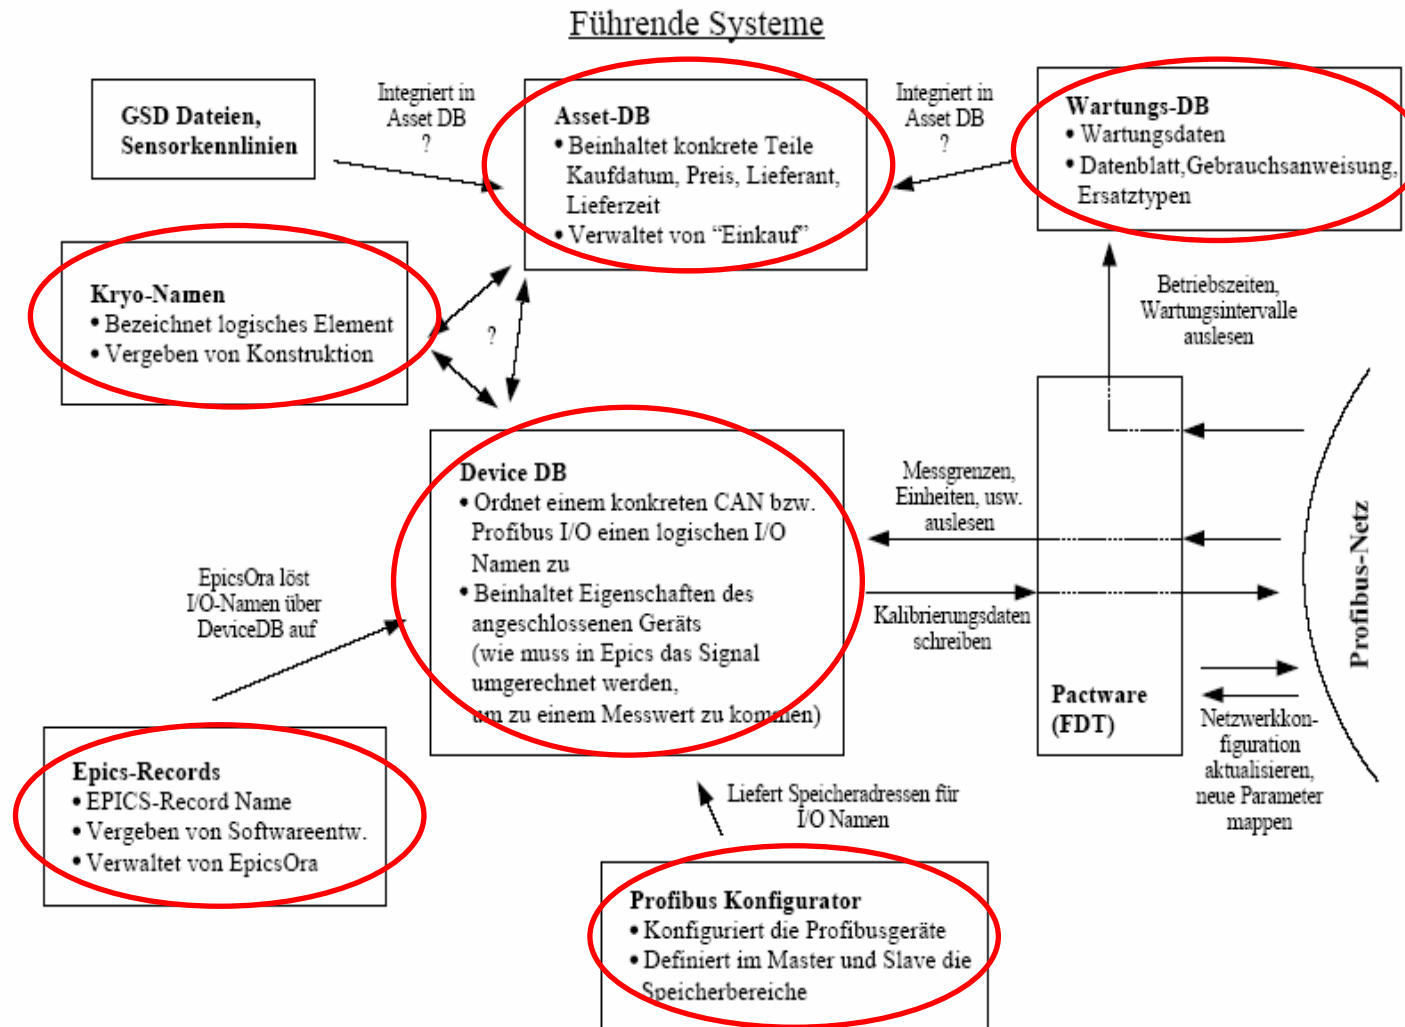 Führende Systeme
GSD Dateien,
Sensorkennlinien
Integriert in
Asset DB
?
Asset-DB
• Beinhaltet konkrete Teile
Kaufdatum, Preis, Lieferant,
Lieferzeit
• Verwaltet von “Einkauf”
Integriert in
Asset DB
?
Wartungs-DB
• Wartungsdaten
• Datenblatt,Gebrauchsanweisung,
Ersatztypen
Kryo-Namen
• Bezeichnet logisches Element
• Vergeben von Konstruktion
?
Betriebszeiten,
Wartungsintervalle
auslesen
Device DB
• Ordnet einem konkreten CAN bzw.
Profibus I/O einen logischen I/O
Namen zu
• Beinhaltet Eigenschaften des
angeschlossenen Geräts
(wie muss in Epics das Signal
umgerechnet werden,
um zu einem Messwert zu kommen)
Messgrenzen,
Einheiten, usw.
auslesen
Kalibrierungsdaten
schreiben
Pactware
(FDT)
Profibus-Netz
Netzwerkkon-
figuration
aktualisieren,
neue Parameter
mappen
EpicsOra löst
I/O-Namen über
DeviceDB auf
Epics-Records
• EPICS-Record Name
• Vergeben von Softwareentw.
• Verwaltet von EpicsOra
Liefert Speicheradressen für
I/O Namen
Profibus Konfigurator
• Konfiguriert die Profibusgeräte
• Definiert im Master und Slave die
Speicherbereiche